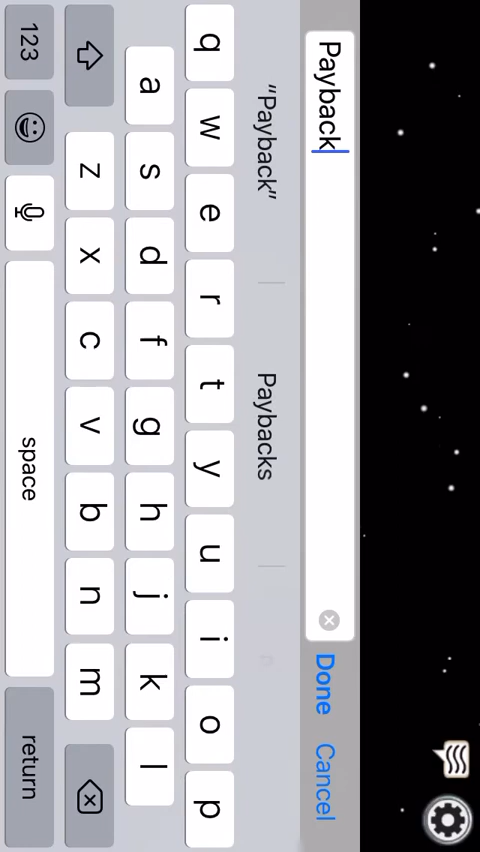 Payback
Done
Cancel
“Payback”
Paybacks
q w e r t y u i o p
a s d f g h j k l
z x c v b n m
123
space
return